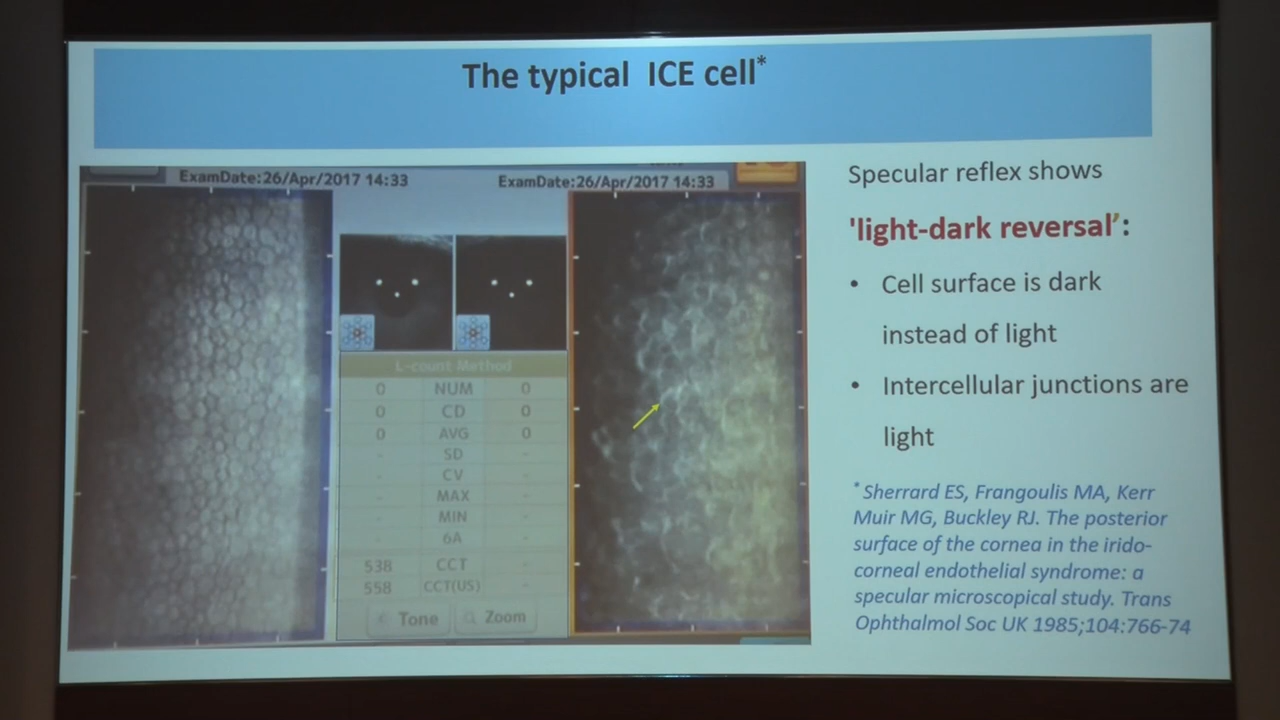 The typical ICE cell*
ExamDate:26/Apr/2017 14:33
ExamDate:26/Apr/2017 14:33
L-count Method
0 NUM 0
0 CD 0
0 AVG 0
- SD -
- CV -
- MAX -
- MIN -
- 6A -
538 CCT -
558 CCT(US) -
Tone Zoom
Specular reflex shows
'light-dark reversal’:
• Cell surface is dark
instead of light
• Intercellular junctions are
light
* Sherrard ES, Frangoulis MA, Kerr
Muir MG, Buckley RJ. The posterior
surface of the cornea in the irido-
corneal endothelial syndrome: a
specular microscopical study. Trans
Ophthalmol Soc UK 1985;104:766-74